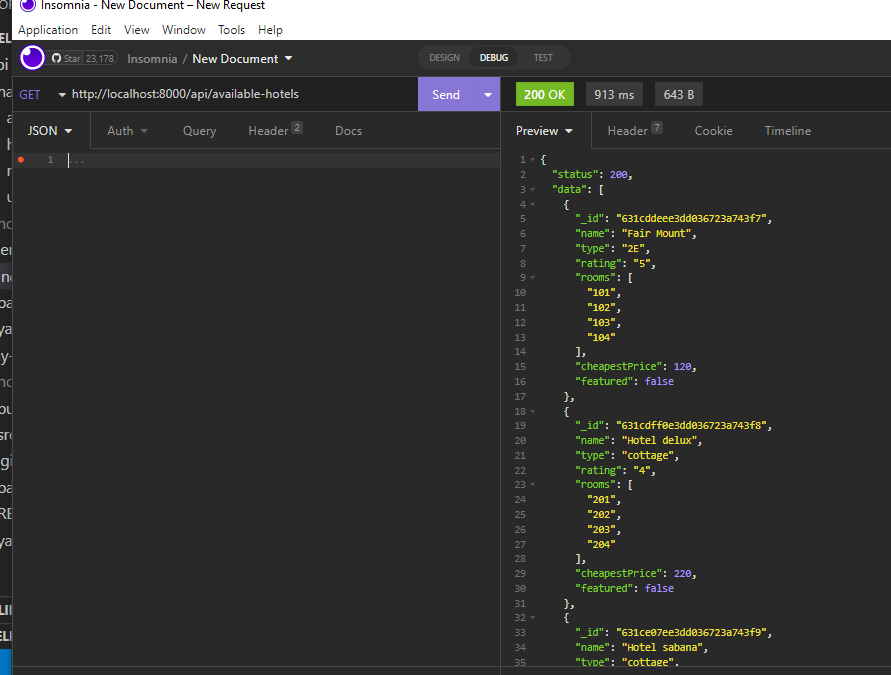 Insomnia - New Document – New Request
Application Edit View Window Tools Help
Star 23,178 Insomnia / New Document DESIGN DEBUG TEST
GET http://localhost:8000/api/available-hotels Send 200 OK 913 ms 643 B
JSON Auth Query Header 2 Docs Preview Header 7 Cookie Timeline
1 ...
1 {
2 "status": 200,
3 "data": [
4 {
5 "_id": "631cddeee3dd036723a743f7",
6 "name": "Fair Mount",
7 "type": "2E",
8 "rating": "5",
9 "rooms": [
10 "101",
11 "102",
12 "103",
13 "104"
14 ],
15 "cheapestPrice": 120,
16 "featured": false
17 },
18 {
19 "_id": "631cdff0e3dd036723a743f8",
20 "name": "Hotel delux",
21 "type": "cottage",
22 "rating": "4",
23 "rooms": [
24 "201",
25 "202",
26 "203",
27 "204"
28 ],
29 "cheapestPrice": 220,
30 "featured": false
31 },
32 {
33 "_id": "631ce07ee3dd036723a743f9",
34 "name": "Hotel sabana",
35 "type": "cottage",